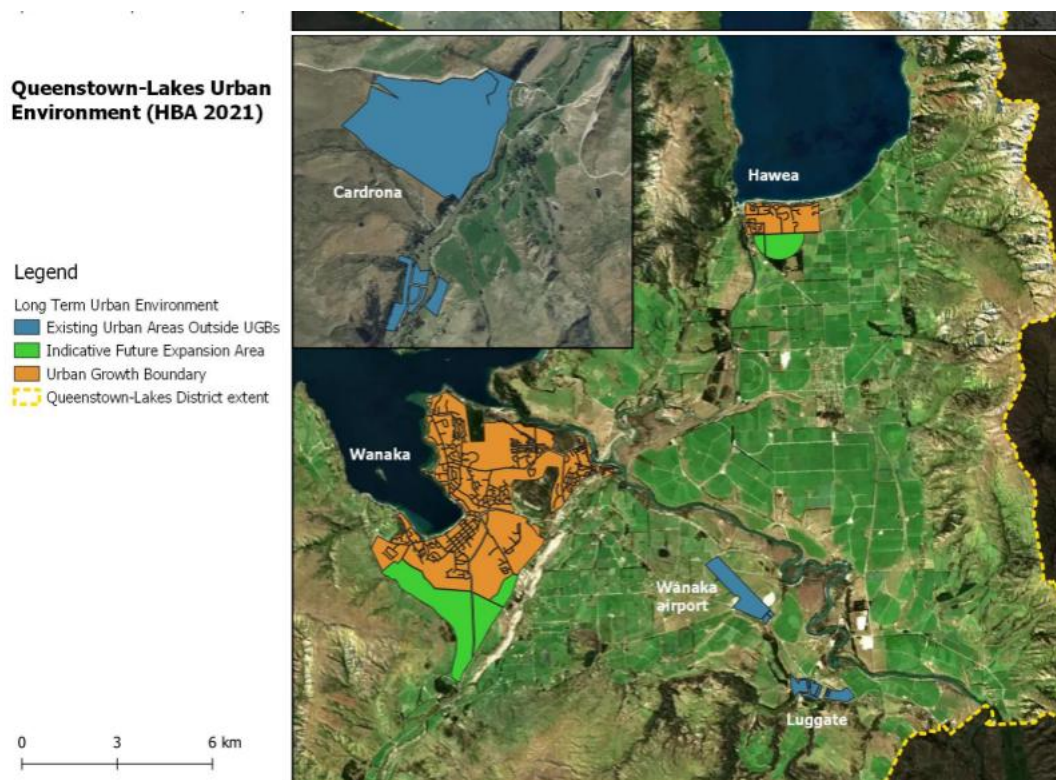 Queenstown-Lakes Urban
Environment (HBA 2021)
Legend
Long Term Urban Environment
Existing Urban Areas Outside UGBs
Indicative Future Expansion Area
Urban Growth Boundary
Queenstown-Lakes District extent
0 3 6 km
Cardrona
Hawea
Wanaka
Wānaka
airport
Luggate